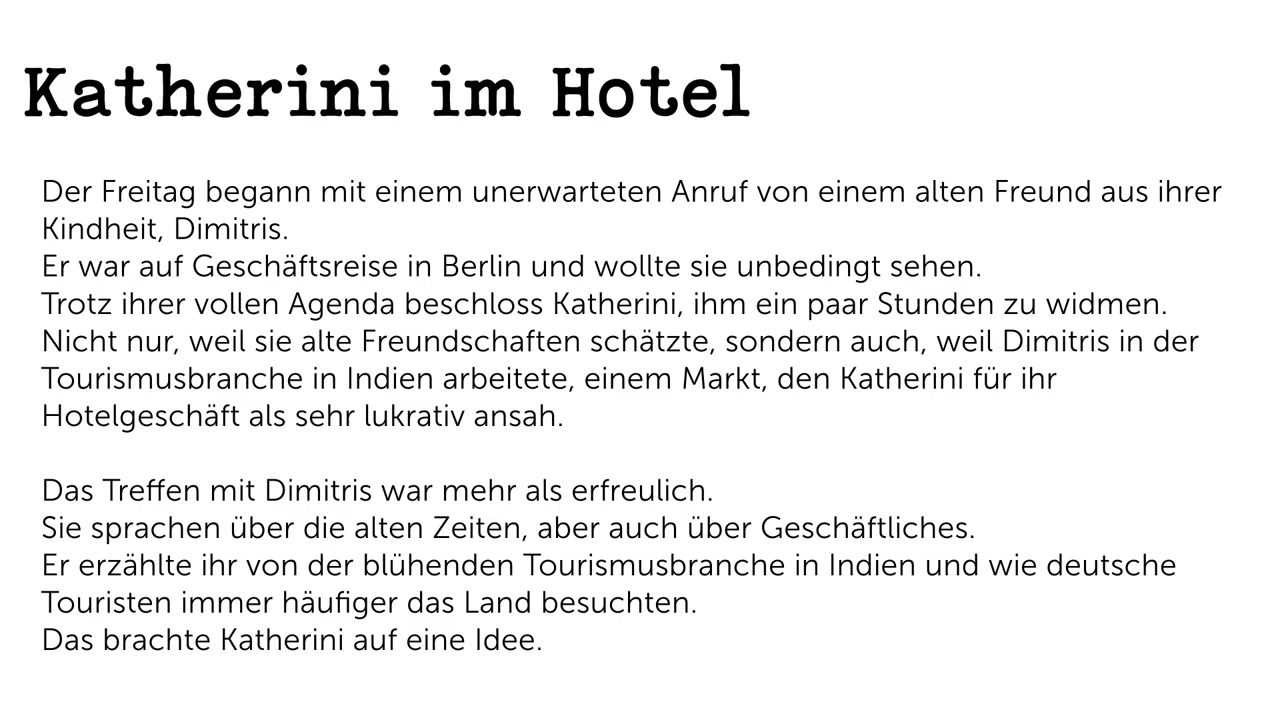 Katherini im Hotel
Der Freitag begann mit einem unerwarteten Anruf von einem alten Freund aus ihrer
Kindheit, Dimitris.
Er war auf Geschäftsreise in Berlin und wollte sie unbedingt sehen.
Trotz ihrer vollen Agenda beschloss Katherini, ihm ein paar Stunden zu widmen.
Nicht nur, weil sie alte Freundschaften schätzte, sondern auch, weil Dimitris in der
Tourismusbranche in Indien arbeitete, einem Markt, den Katherini für ihr
Hotelgeschäft als sehr lukrativ ansah.
Das Treffen mit Dimitris war mehr als erfreulich.
Sie sprachen über die alten Zeiten, aber auch über Geschäftliches.
Er erzählte ihr von der blühenden Tourismusbranche in Indien und wie deutsche
Touristen immer häufiger das Land besuchten.
Das brachte Katherini auf eine Idee.